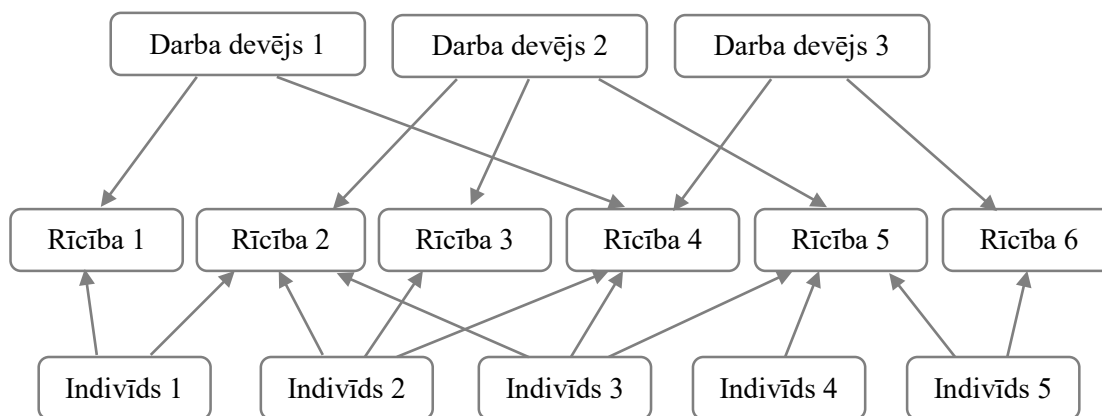 Darba devējs 1
Darba devējs 2
Darba devējs 3
Rīcība 1
Rīcība 2
Rīcība 3
Rīcība 4
Rīcība 5
Rīcība 6
Indivīds 1
Indivīds 2
Indivīds 3
Indivīds 4
Indivīds 5